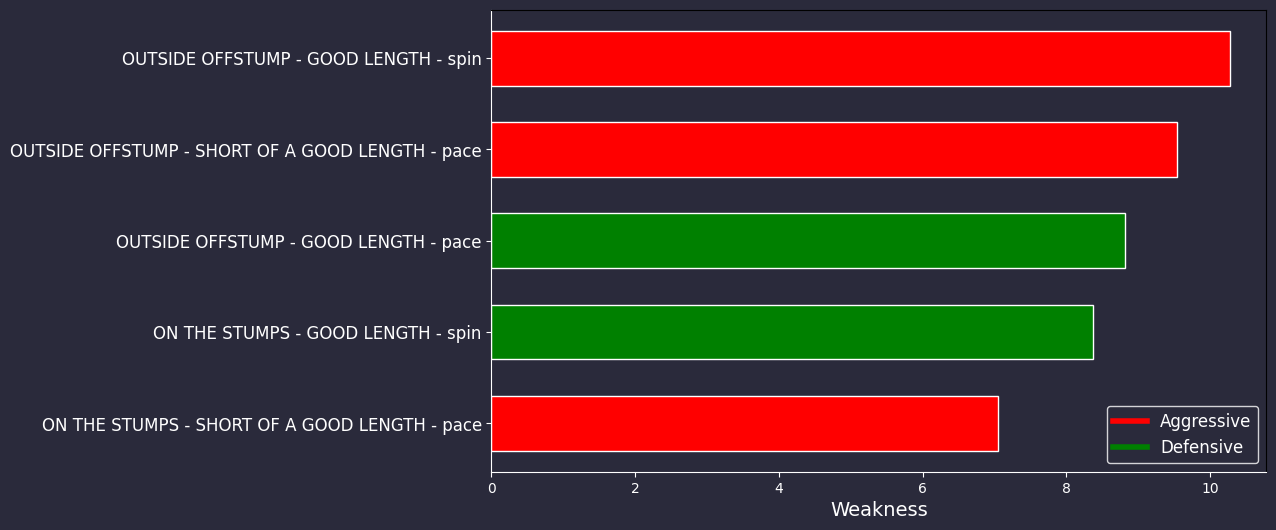 OUTSIDE OFFSTUMP - GOOD LENGTH - spin
OUTSIDE OFFSTUMP - SHORT OF A GOOD LENGTH - pace
OUTSIDE OFFSTUMP - GOOD LENGTH - pace
ON THE STUMPS - GOOD LENGTH - spin
ON THE STUMPS - SHORT OF A GOOD LENGTH - pace
Aggressive
Defensive
0 2 4 6 8 10
Weakness